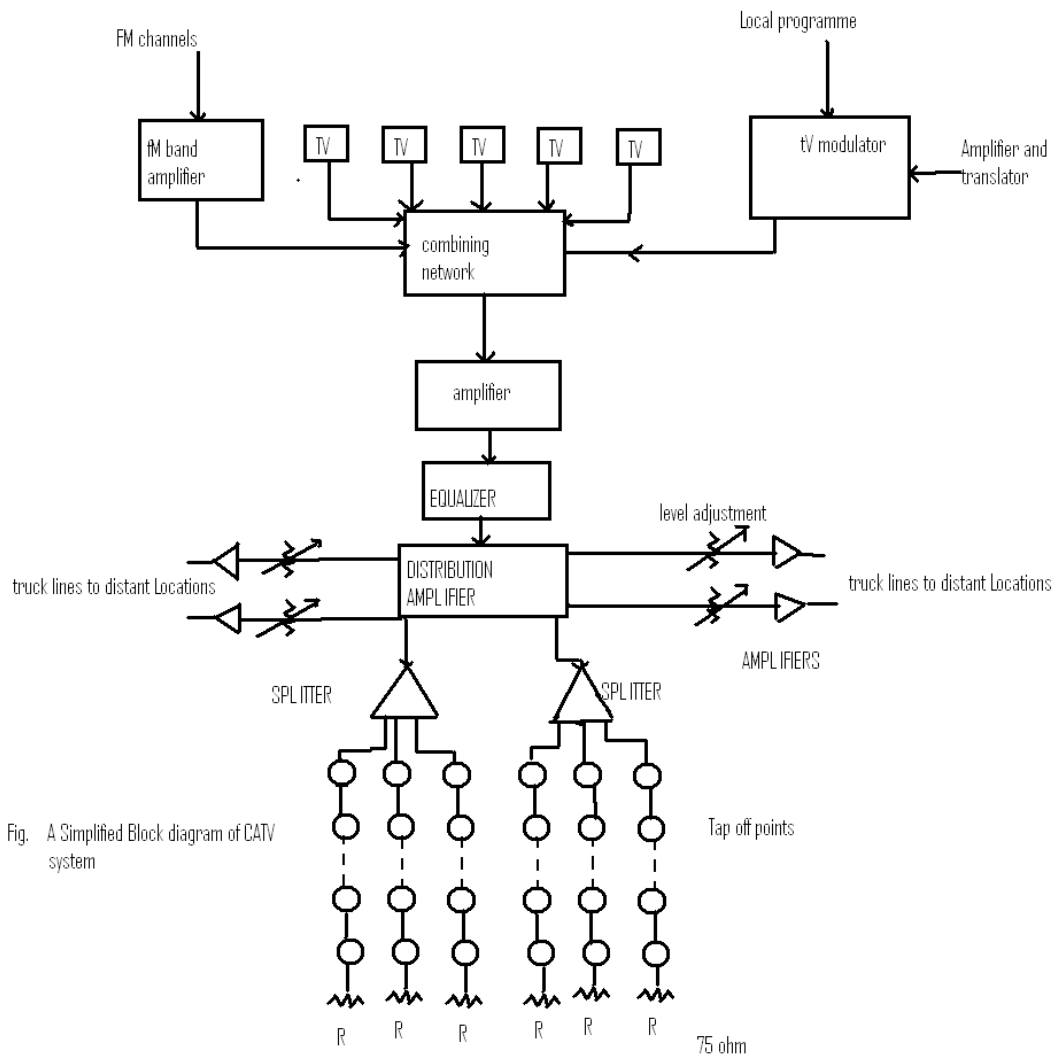 FM channels
Local programme
fM band
amplifier
TV
TV
TV
TV
TV
tV modulator
Amplifier and
translator
combining
network
amplifier
EQUALIZER
level adjustment
truck lines to distant Locations
DISTRIBUTION
AMPLIFIER
truck lines to distant Locations
AMPLIFIERS
SPLITTER
SPLITTER
Fig. A Simplified Block diagram of CATV
system
Tap off points
R
R
R
R
R
R
75 ohm